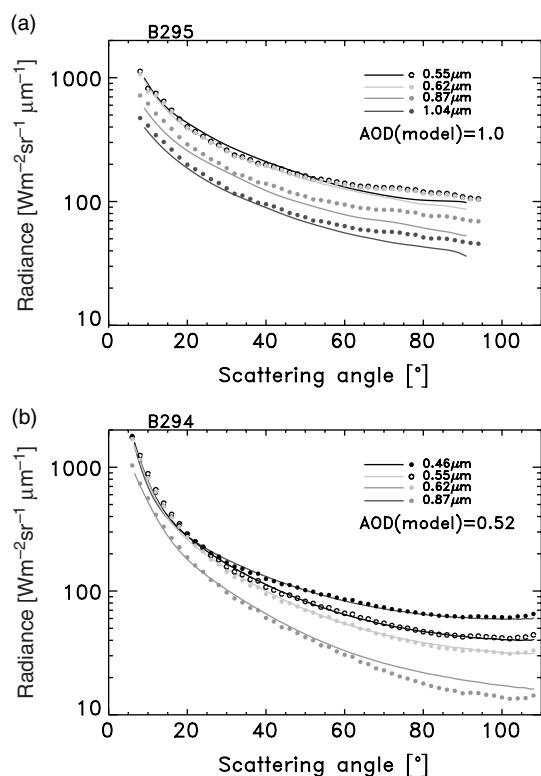 (a)
B295
1000
100
10
0 20 40 60 80 100
Radiance [Wm−2sr−1 μm−1]
Scattering angle [°]
0.55μm
0.62μm
0.87μm
1.04μm
AOD(model)=1.0
(b)
B294
1000
100
10
0 20 40 60 80 100
Radiance [Wm−2sr−1 μm−1]
Scattering angle [°]
0.46μm
0.55μm
0.62μm
0.87μm
AOD(model)=0.52